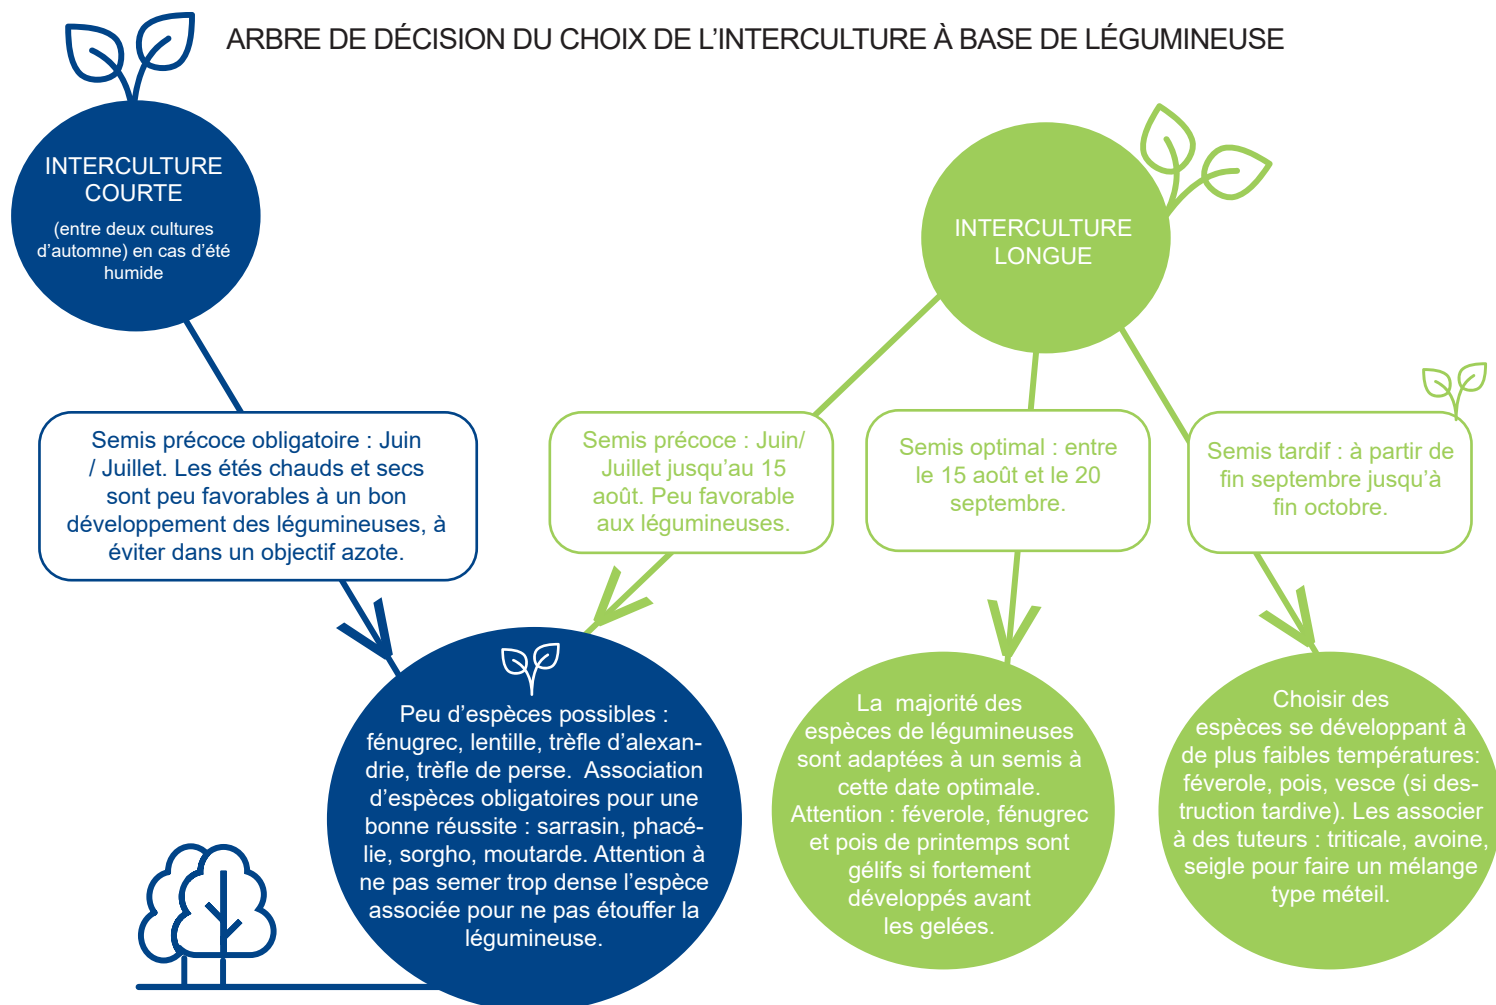 ARBRE DE DÉCISION DU CHOIX DE L’INTERCULTURE À BASE DE LÉGUMINEUSE
INTERCULTURE
COURTE
(entre deux cultures
d’automne) en cas d’été
humide
INTERCULTURE
LONGUE
Semis précoce obligatoire : Juin
/ Juillet. Les étés chauds et secs
sont peu favorables à un bon
développement des légumineuses, à
éviter dans un objectif azote.
Semis précoce : Juin/
Juillet jusqu’au 15
août. Peu favorable
aux légumineuses.
Semis optimal : entre
le 15 août et le 20
septembre.
Semis tardif : à partir de
fin septembre jusqu’à
fin octobre.
Peu d’espèces possibles :
fénugrec, lentille, trèfle d’alexan-
drie, trèfle de perse.  Association
d’espèces obligatoires pour une
bonne réussite : sarrasin, phacé-
lie, sorgho, moutarde. Attention à
ne pas semer trop dense l’espèce
associée pour ne pas étouffer la
légumineuse.
La  majorité des
espèces de légumineuses
sont adaptées à un semis à
cette date optimale.
Attention : féverole, fénugrec
et pois de printemps sont
gélifs si fortement
développés avant
les gelées.
Choisir des
espèces se développant à
de plus faibles températures:
féverole, pois, vesce (si des-
truction tardive). Les associer
à des tuteurs : triticale, avoine,
seigle pour faire un mélange
type méteil.